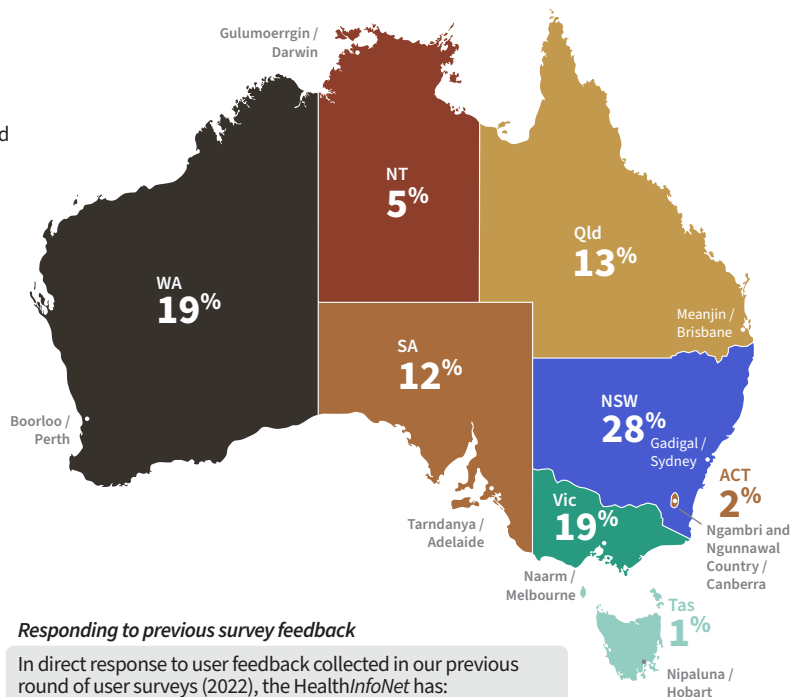 Gulumoerrgin /
Darwin
d
NT
5%
Qld
13%
WA
19%
Meanjin /
Brisbane
SA
12%
NSW
28%
Gadigal /
Sydney
Boorloo /
Perth
ACT
2%
Vic
19%
Tarndanya /
Adelaide
Ngambri and
Ngunnawal
Country /
Canberra
Naarm /
Melbourne
Tas
1%
Nipaluna /
Hobart
Responding to previous survey feedback
In direct response to user feedback collected in our previous
round of user surveys (2022), the HealthInfoNet has: